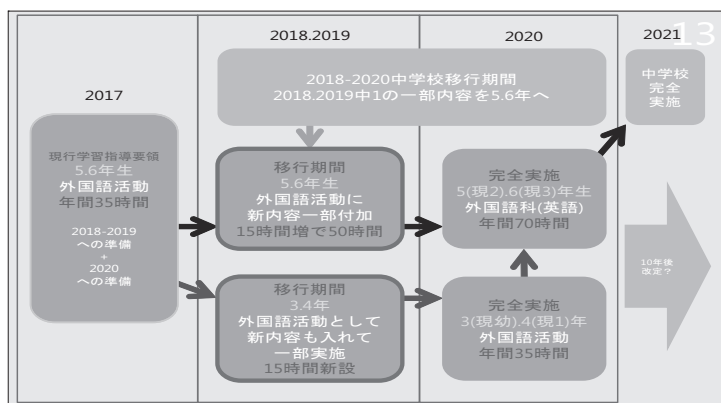 2017
現行学習指導要領
5.6年生
外国語活動
年間35時間
2018-2019
への準備
+
2020
への準備
2018.2019
2018-2020中学校移行期間
2018.2019中1の一部内容を5.6年へ
移行期間
5.6年生
外国語活動に
新内容一部付加
15時間増で50時間
移行期間
3.4年
外国語活動として
新内容も入れて
一部実施
15時間新設
2020
完全実施
5(現2).6(現3)年生
外国語科(英語)
年間70時間
完全実施
3(現幼).4(現1)年
外国語活動
年間35時間
2021
13
中学校
完全
実施
10年後
改定?